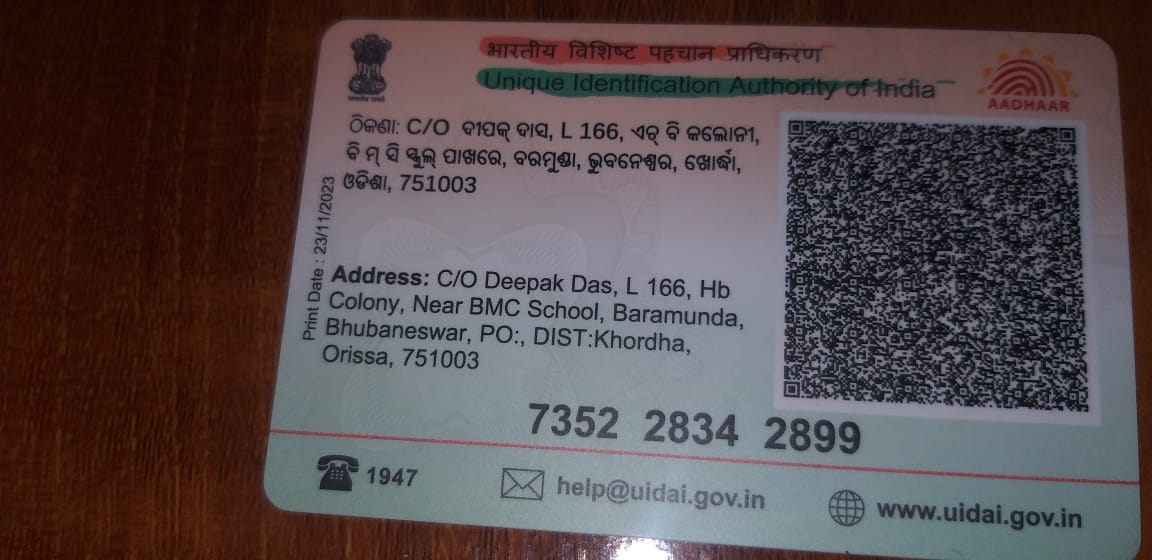 भारतीय विशिष्ट पहचान प्राधिकरण
Unique Identification Authority of India
AADHAAR
ଠିକଣା: C/O ଦୀପକ୍ ଦାସ, L 166, ଏଚ୍ ବି କଲୋନୀ,
ବି ମ୍ ସି ସ୍କୁଲ୍ ପାଖରେ, ବରମୁଣ୍ଡା, ଭୁବନେଶ୍ୱର, ଖୋର୍ଦ୍ଧା,
ଓଡିଶା, 751003
Print Date : 23/11/2023
Address: C/O Deepak Das, L 166, Hb
Colony, Near BMC School, Baramunda,
Bhubaneswar, PO:, DIST:Khordha,
Orissa, 751003
7352 2834 2899
1947
help@uidai.gov.in
www.uidai.gov.in